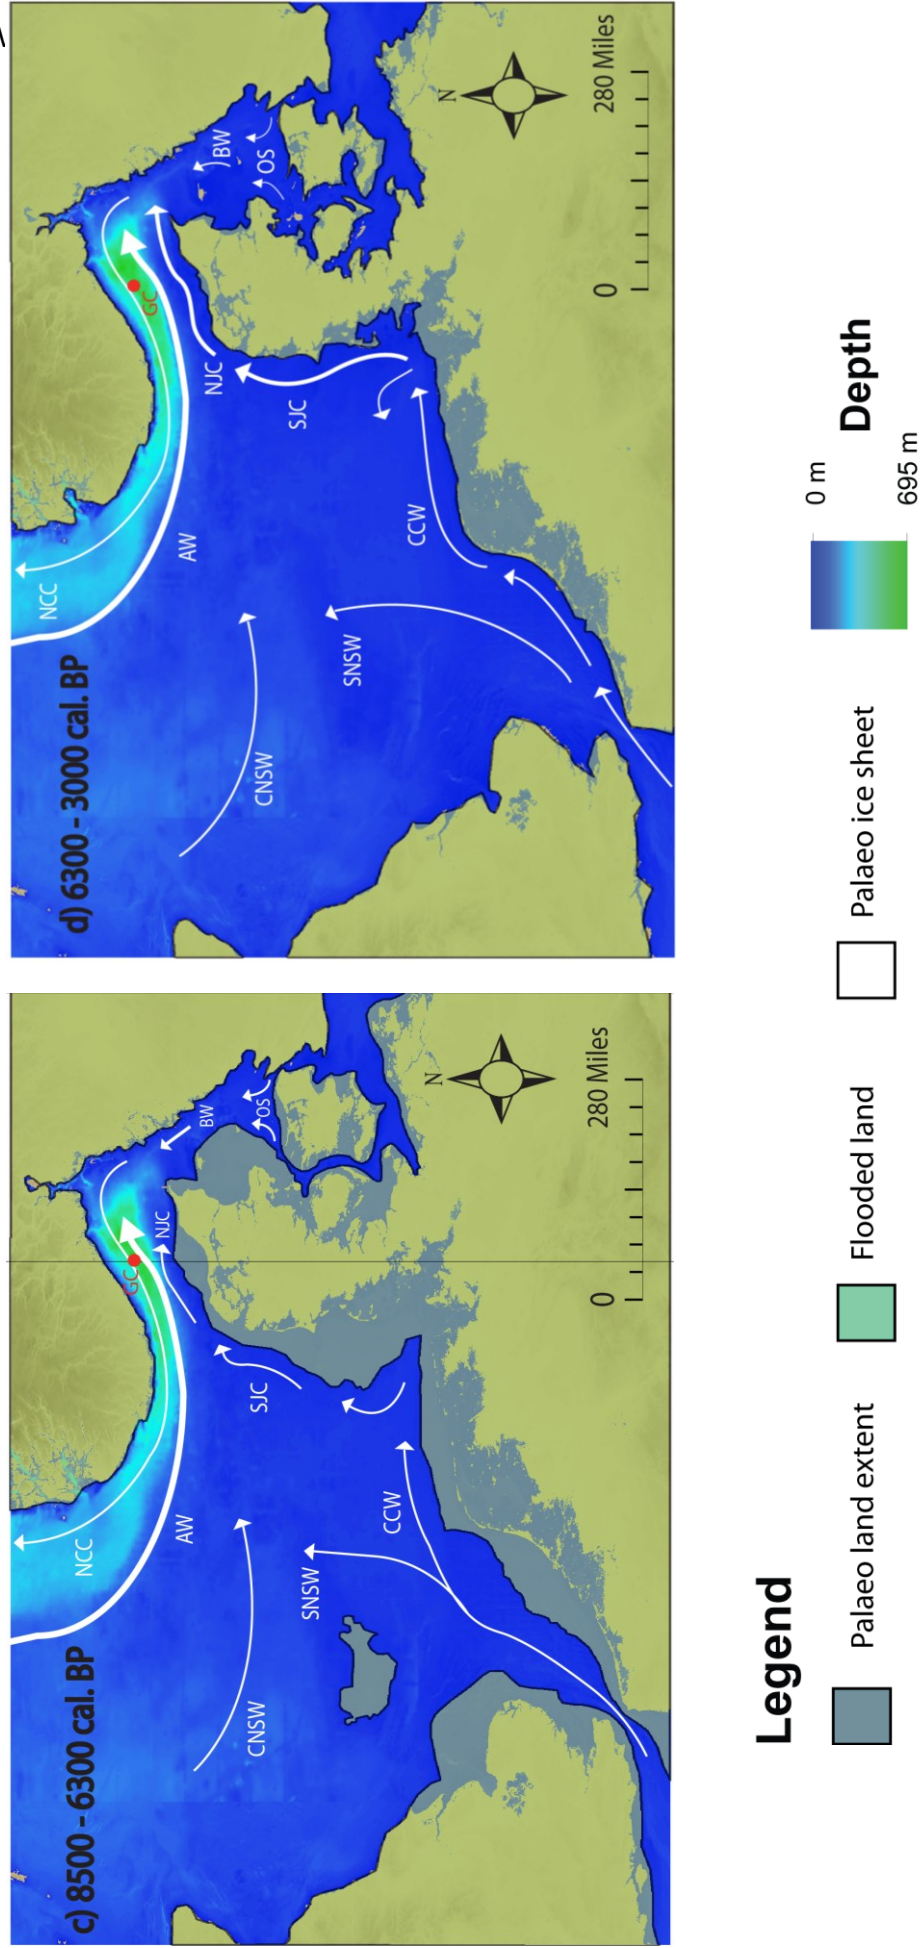 c) 8500 - 6300 cal. BP
NCC
AW
GC
NJC
BW
OS
SJC
CNSW
SNSW
CCW
N
0
280 Miles
d) 6300 - 3000 cal. BP
NCC
AW
GC
NJC
BW
OS
SJC
CNSW
SNSW
CCW
N
0
280 Miles
Legend
Palaeo land extent
Flooded land
Palaeo ice sheet
0 m
695 m
Depth